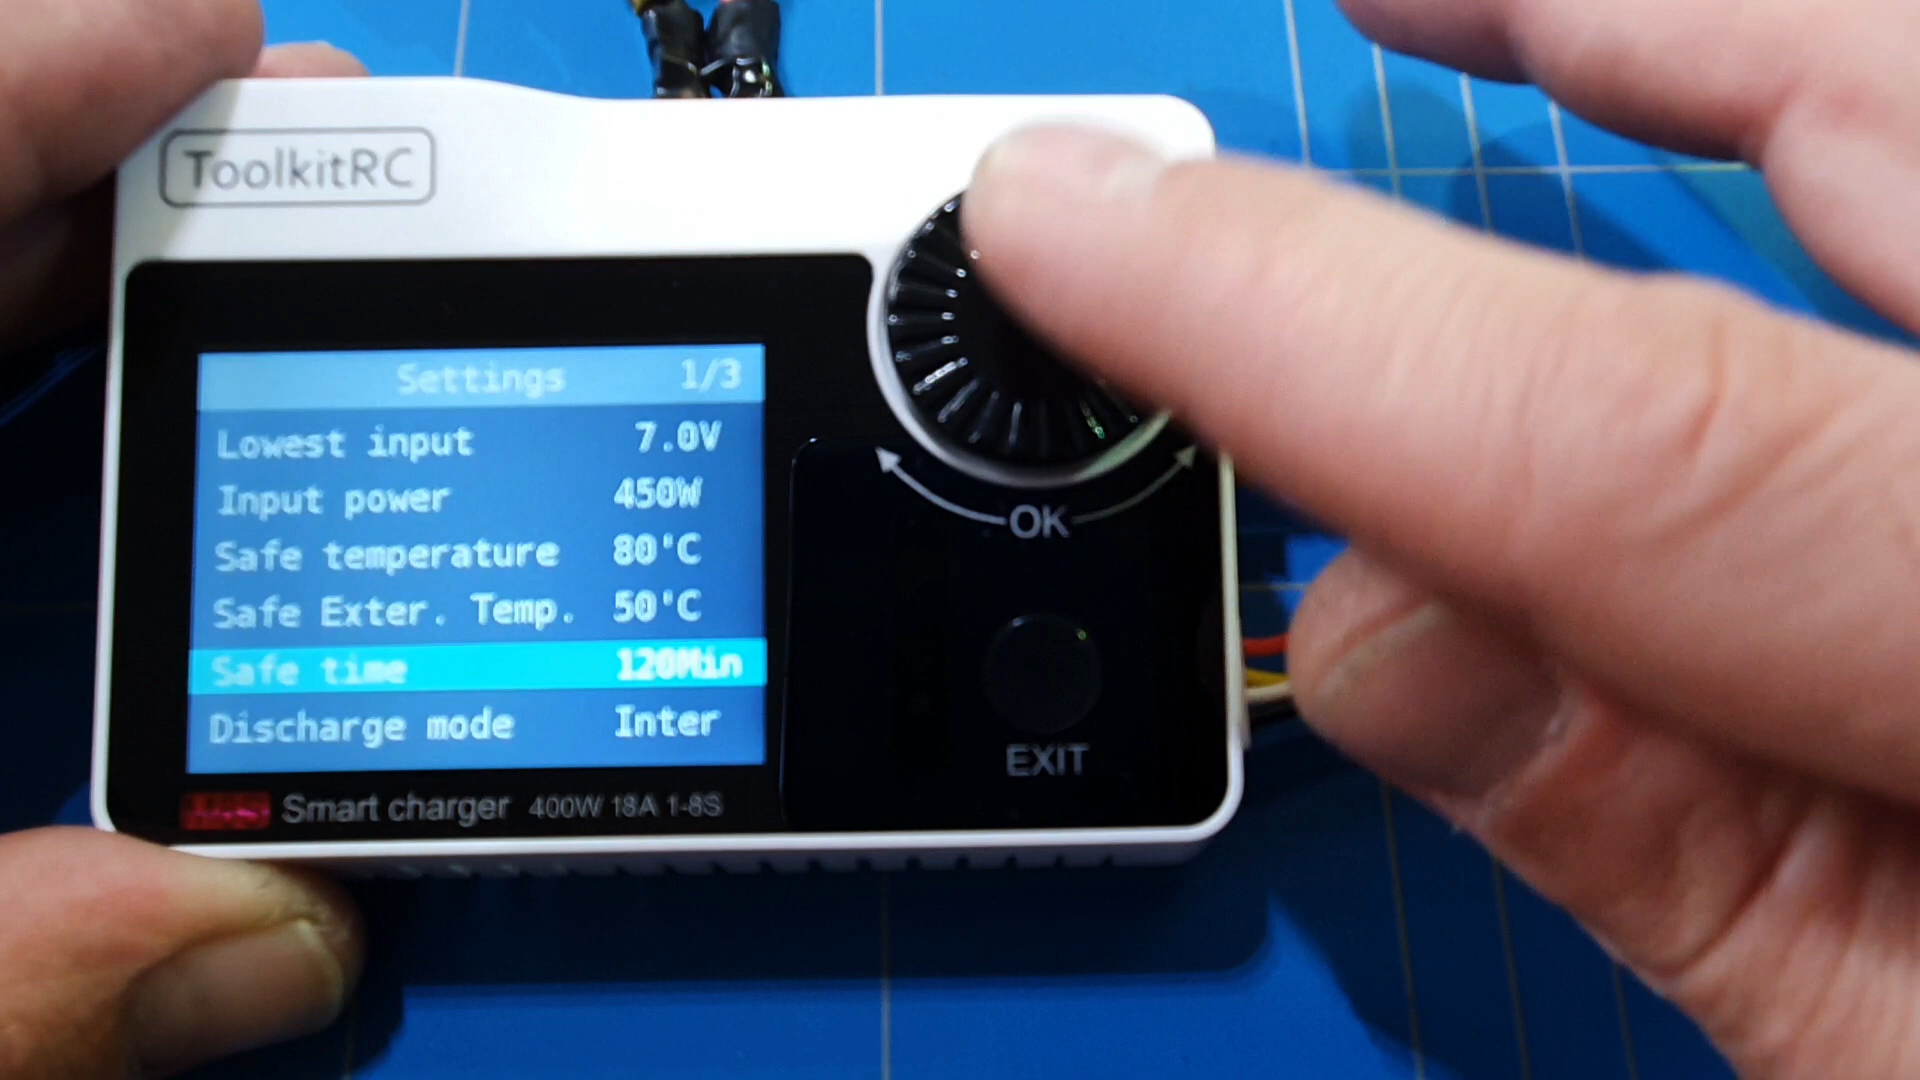 ToolkitRC
Settings 1/3
Lowest input 7.0V
Input power 450W
Safe temperature 80'C
Safe Exter. Temp. 50'C
Safe time 120Min
Discharge mode Inter
OK
EXIT
Smart charger 400W 18A 1-8S